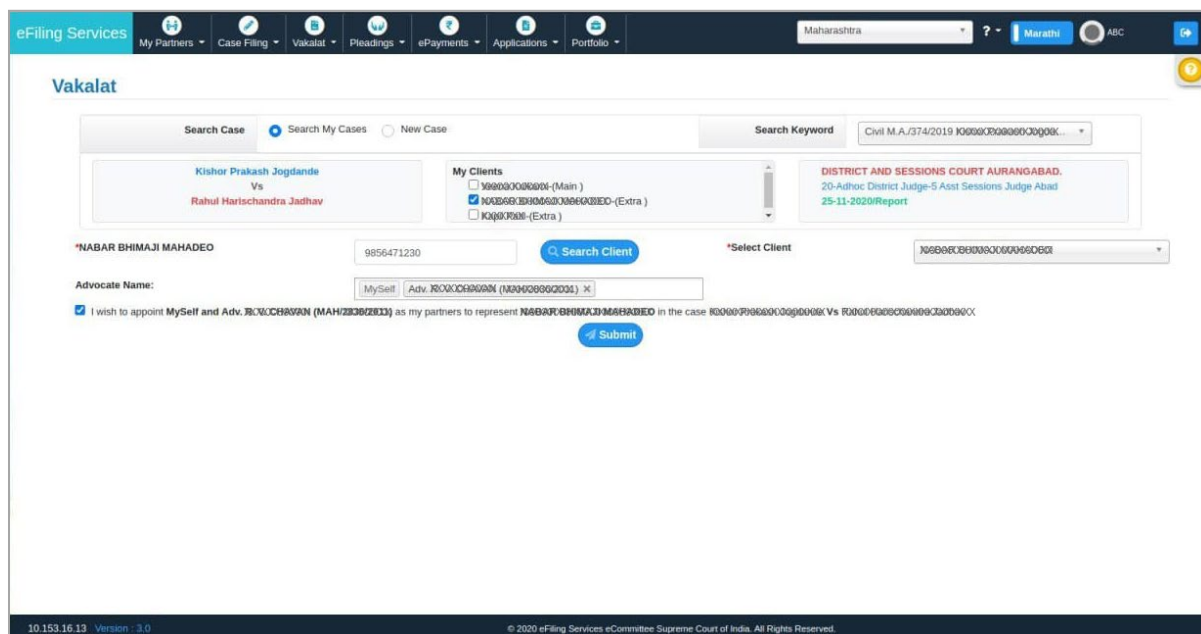 eFiling Services My Partners Case Filing Vakalat Pleadings ePayments Applications Portfolio Maharashtra ? Marathi ABC
Vakalat
Search Case Search My Cases New Case Search Keyword Civil M.A./374/2019
Kishor Prakash Jogdande
Vs
Rahul Harischandra Jadhav
My Clients
-(Main )
-(Extra )
-(Extra )
DISTRICT AND SESSIONS COURT AURANGABAD.
20-Adhoc District Judge-5 Asst Sessions Judge Abad
25-11-2020/Report
*NABAR BHIMAJI MAHADEO 9856471230 Search Client *Select Client
Advocate Name: MySelf Adv. ×
I wish to appoint MySelf and Adv. as my partners to represent in the case Vs
Submit
10.153.16.13 Version : 3.0 © 2020 eFiling Services eCommittee Supreme Court of India. All Rights Reserved.